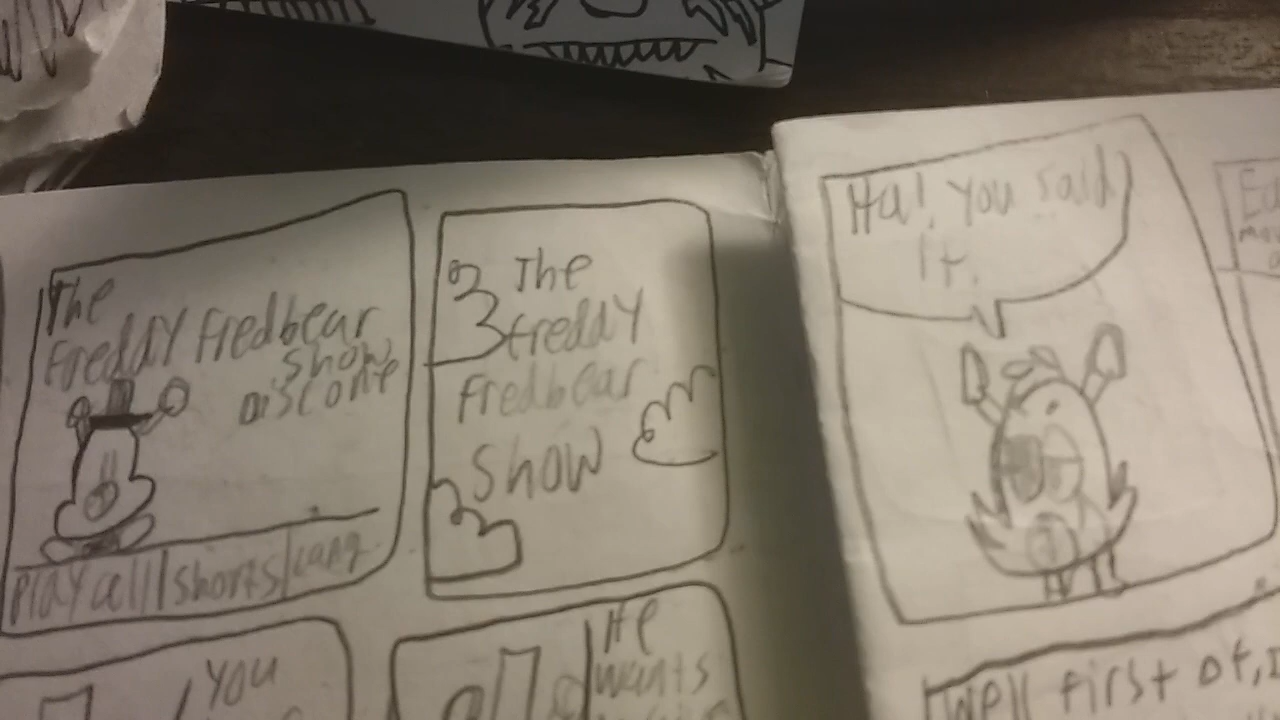 The
Freddy Fredbear
Show
Play all shorts
The
freddy
fredbear
Show
You
He
wants
Ha! you said
it.
Well first of,